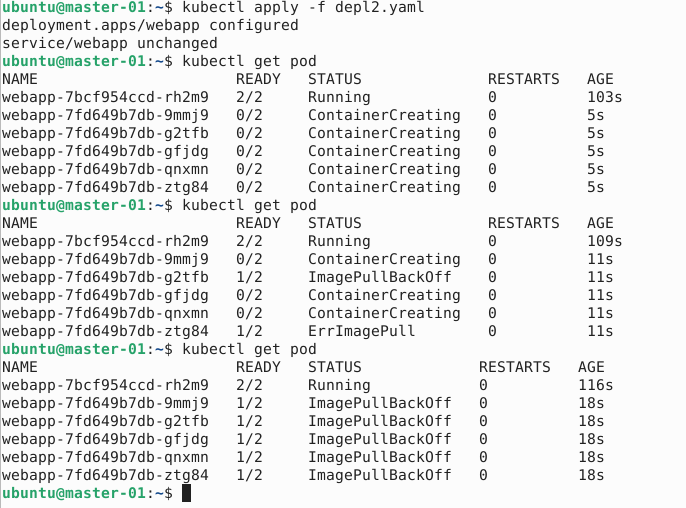 ubuntu@master-01:~$ kubectl apply -f depl2.yaml
deployment.apps/webapp configured
service/webapp unchanged
ubuntu@master-01:~$ kubectl get pod
NAME                      READY   STATUS              RESTARTS   AGE
webapp-7bcf954ccd-rh2m9   2/2     Running             0          103s
webapp-7fd649b7db-9mmj9   0/2     ContainerCreating   0          5s
webapp-7fd649b7db-g2tfb   0/2     ContainerCreating   0          5s
webapp-7fd649b7db-gfjdg   0/2     ContainerCreating   0          5s
webapp-7fd649b7db-qnxmn   0/2     ContainerCreating   0          5s
webapp-7fd649b7db-ztg84   0/2     ContainerCreating   0          5s
ubuntu@master-01:~$ kubectl get pod
NAME                      READY   STATUS              RESTARTS   AGE
webapp-7bcf954ccd-rh2m9   2/2     Running             0          109s
webapp-7fd649b7db-9mmj9   0/2     ContainerCreating   0          11s
webapp-7fd649b7db-g2tfb   1/2     ImagePullBackOff    0          11s
webapp-7fd649b7db-gfjdg   0/2     ContainerCreating   0          11s
webapp-7fd649b7db-qnxmn   0/2     ContainerCreating   0          11s
webapp-7fd649b7db-ztg84   1/2     ErrImagePull        0          11s
ubuntu@master-01:~$ kubectl get pod
NAME                      READY   STATUS             RESTARTS   AGE
webapp-7bcf954ccd-rh2m9   2/2     Running            0          116s
webapp-7fd649b7db-9mmj9   1/2     ImagePullBackOff   0          18s
webapp-7fd649b7db-g2tfb   1/2     ImagePullBackOff   0          18s
webapp-7fd649b7db-gfjdg   1/2     ImagePullBackOff   0          18s
webapp-7fd649b7db-qnxmn   1/2     ImagePullBackOff   0          18s
webapp-7fd649b7db-ztg84   1/2     ImagePullBackOff   0          18s
ubuntu@master-01:~$